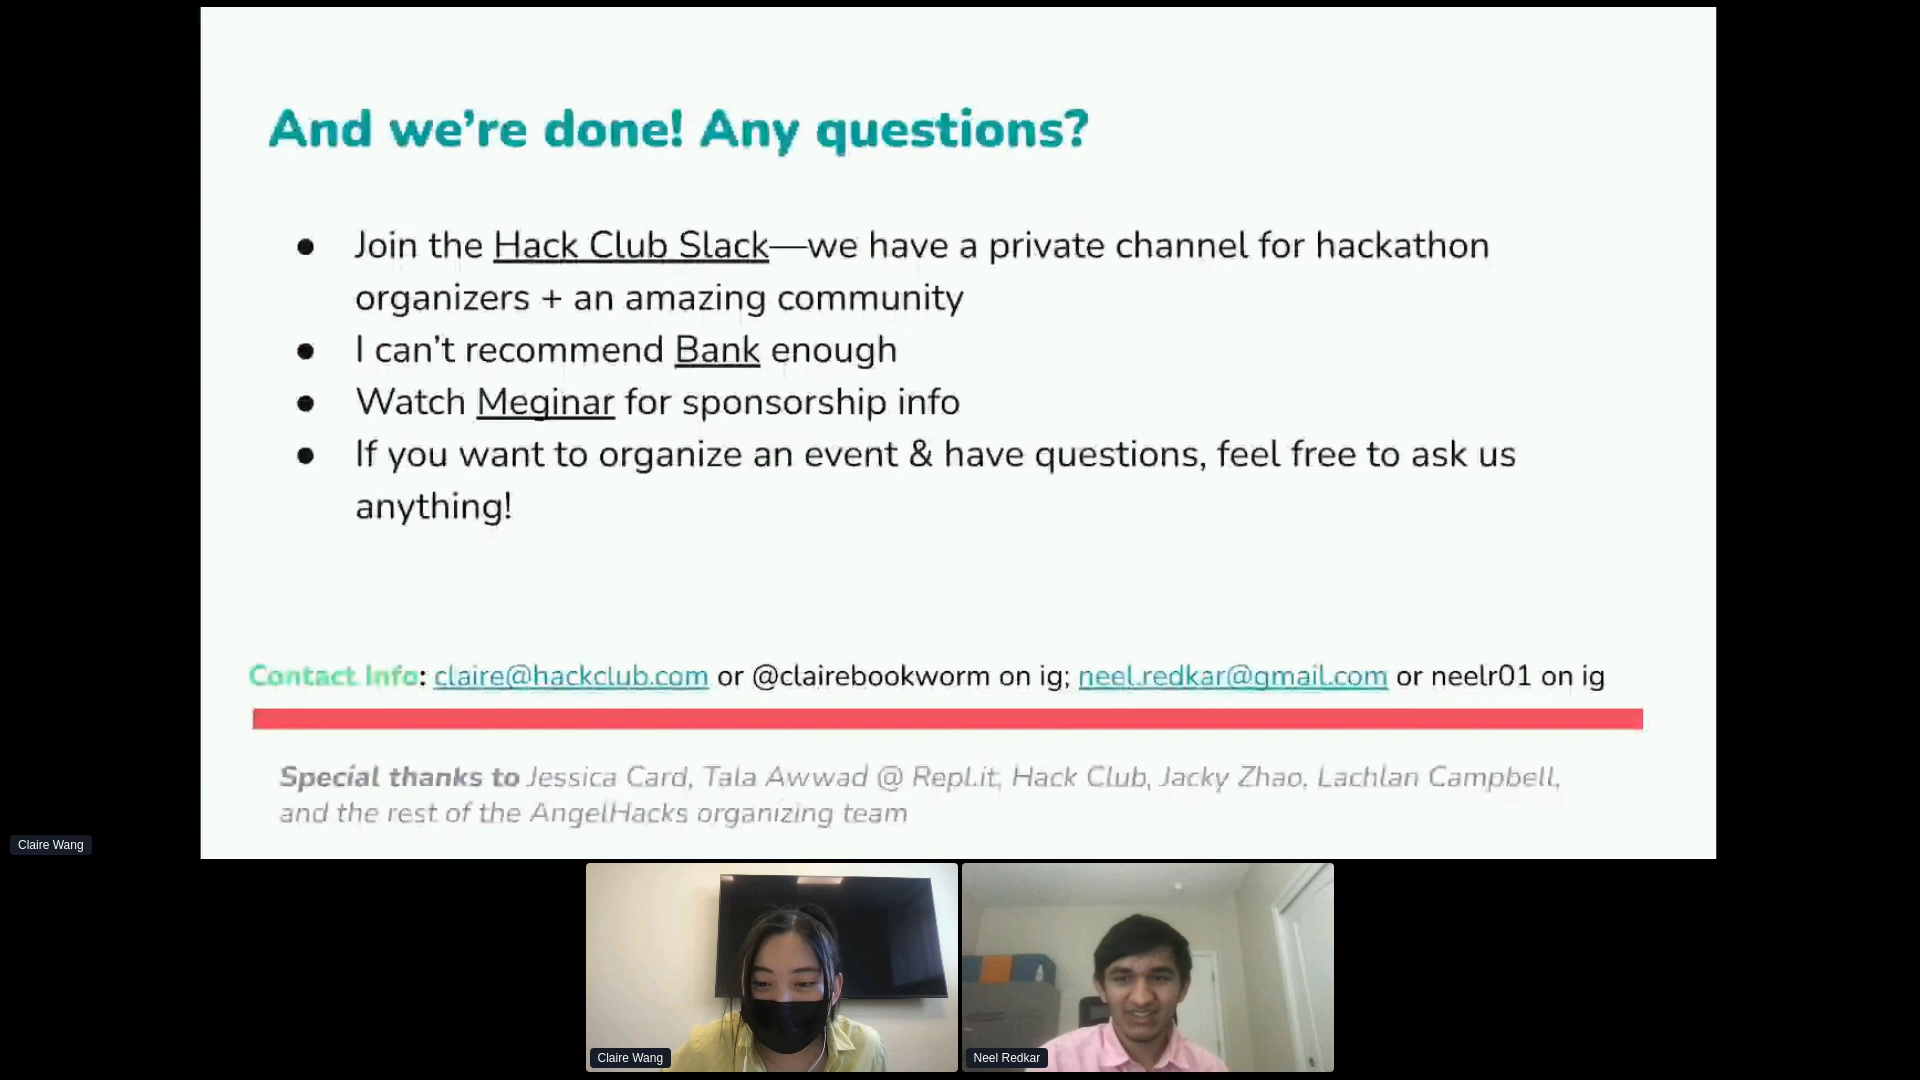 And we're done! Any questions?
● Join the Hack Club Slack—we have a private channel for hackathon
organizers + an amazing community
● I can't recommend Bank enough
● Watch Meginar for sponsorship info
● If you want to organize an event & have questions, feel free to ask us
anything!
Contact Info: claire@hackclub.com or @clairebookworm on ig; neel.redkar@gmail.com or neelr01 on ig
Special thanks to Jessica Card, Tala Awwad @ Repl.it, Hack Club, Jacky Zhao, Lachlan Campbell,
and the rest of the AngelHacks organizing team
Claire Wang
Claire Wang
Neel Redkar